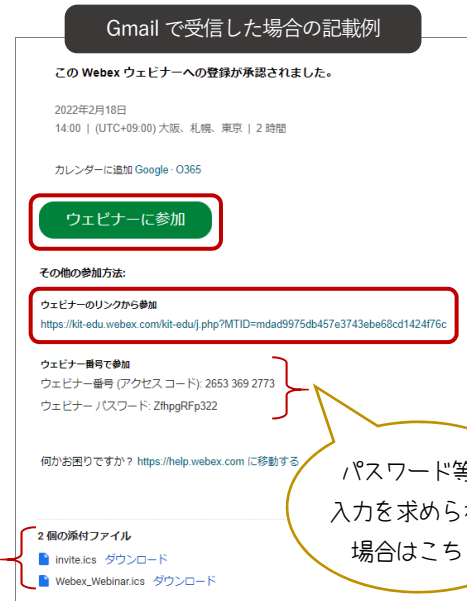 Gmail で受信した場合の記載例
この Webex ウェビナーへの登録が承認されました。
2022年2月18日
14:00 | (UTC+09:00) 大阪、札幌、東京 | 2 時間
カレンダーに追加 Google · O365
ウェビナーに参加
その他の参加方法:
ウェビナーのリンクから参加
https://kit-edu.webex.com/kit-edu/j.php?MTID=mdad9975db457e3743ebe68cd1424f76c
ウェビナー番号で参加
ウェビナー番号 (アクセス コード): 2653 369 2773
ウェビナー パスワード: ZfhpgRFp322
何かお困りですか？ https://help.webex.com に移動する
パスワード等
入力を求められ
場合はこち
2 個の添付ファイル
invite.ics ダウンロード
Webex_Webinar.ics ダウンロード